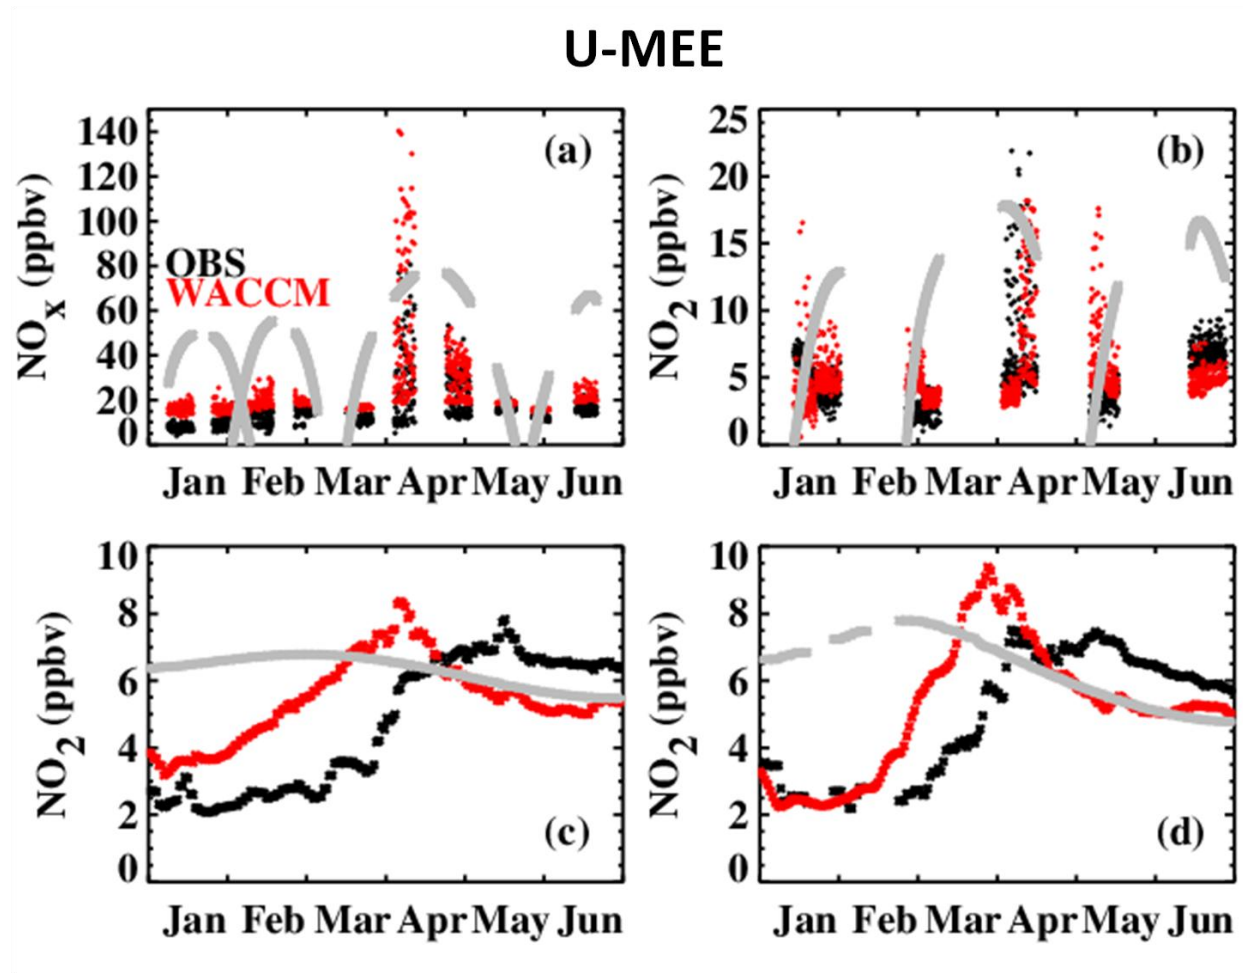 U-MEE
NOx (ppbv)
140
120
100
80
60
40
20
0
(a)
OBS
WACCM
Jan Feb Mar Apr May Jun
NO2 (ppbv)
25
20
15
10
5
0
(b)
Jan Feb Mar Apr May Jun
NO2 (ppbv)
10
8
6
4
2
0
(c)
Jan Feb Mar Apr May Jun
NO2 (ppbv)
10
8
6
4
2
0
(d)
Jan Feb Mar Apr May Jun